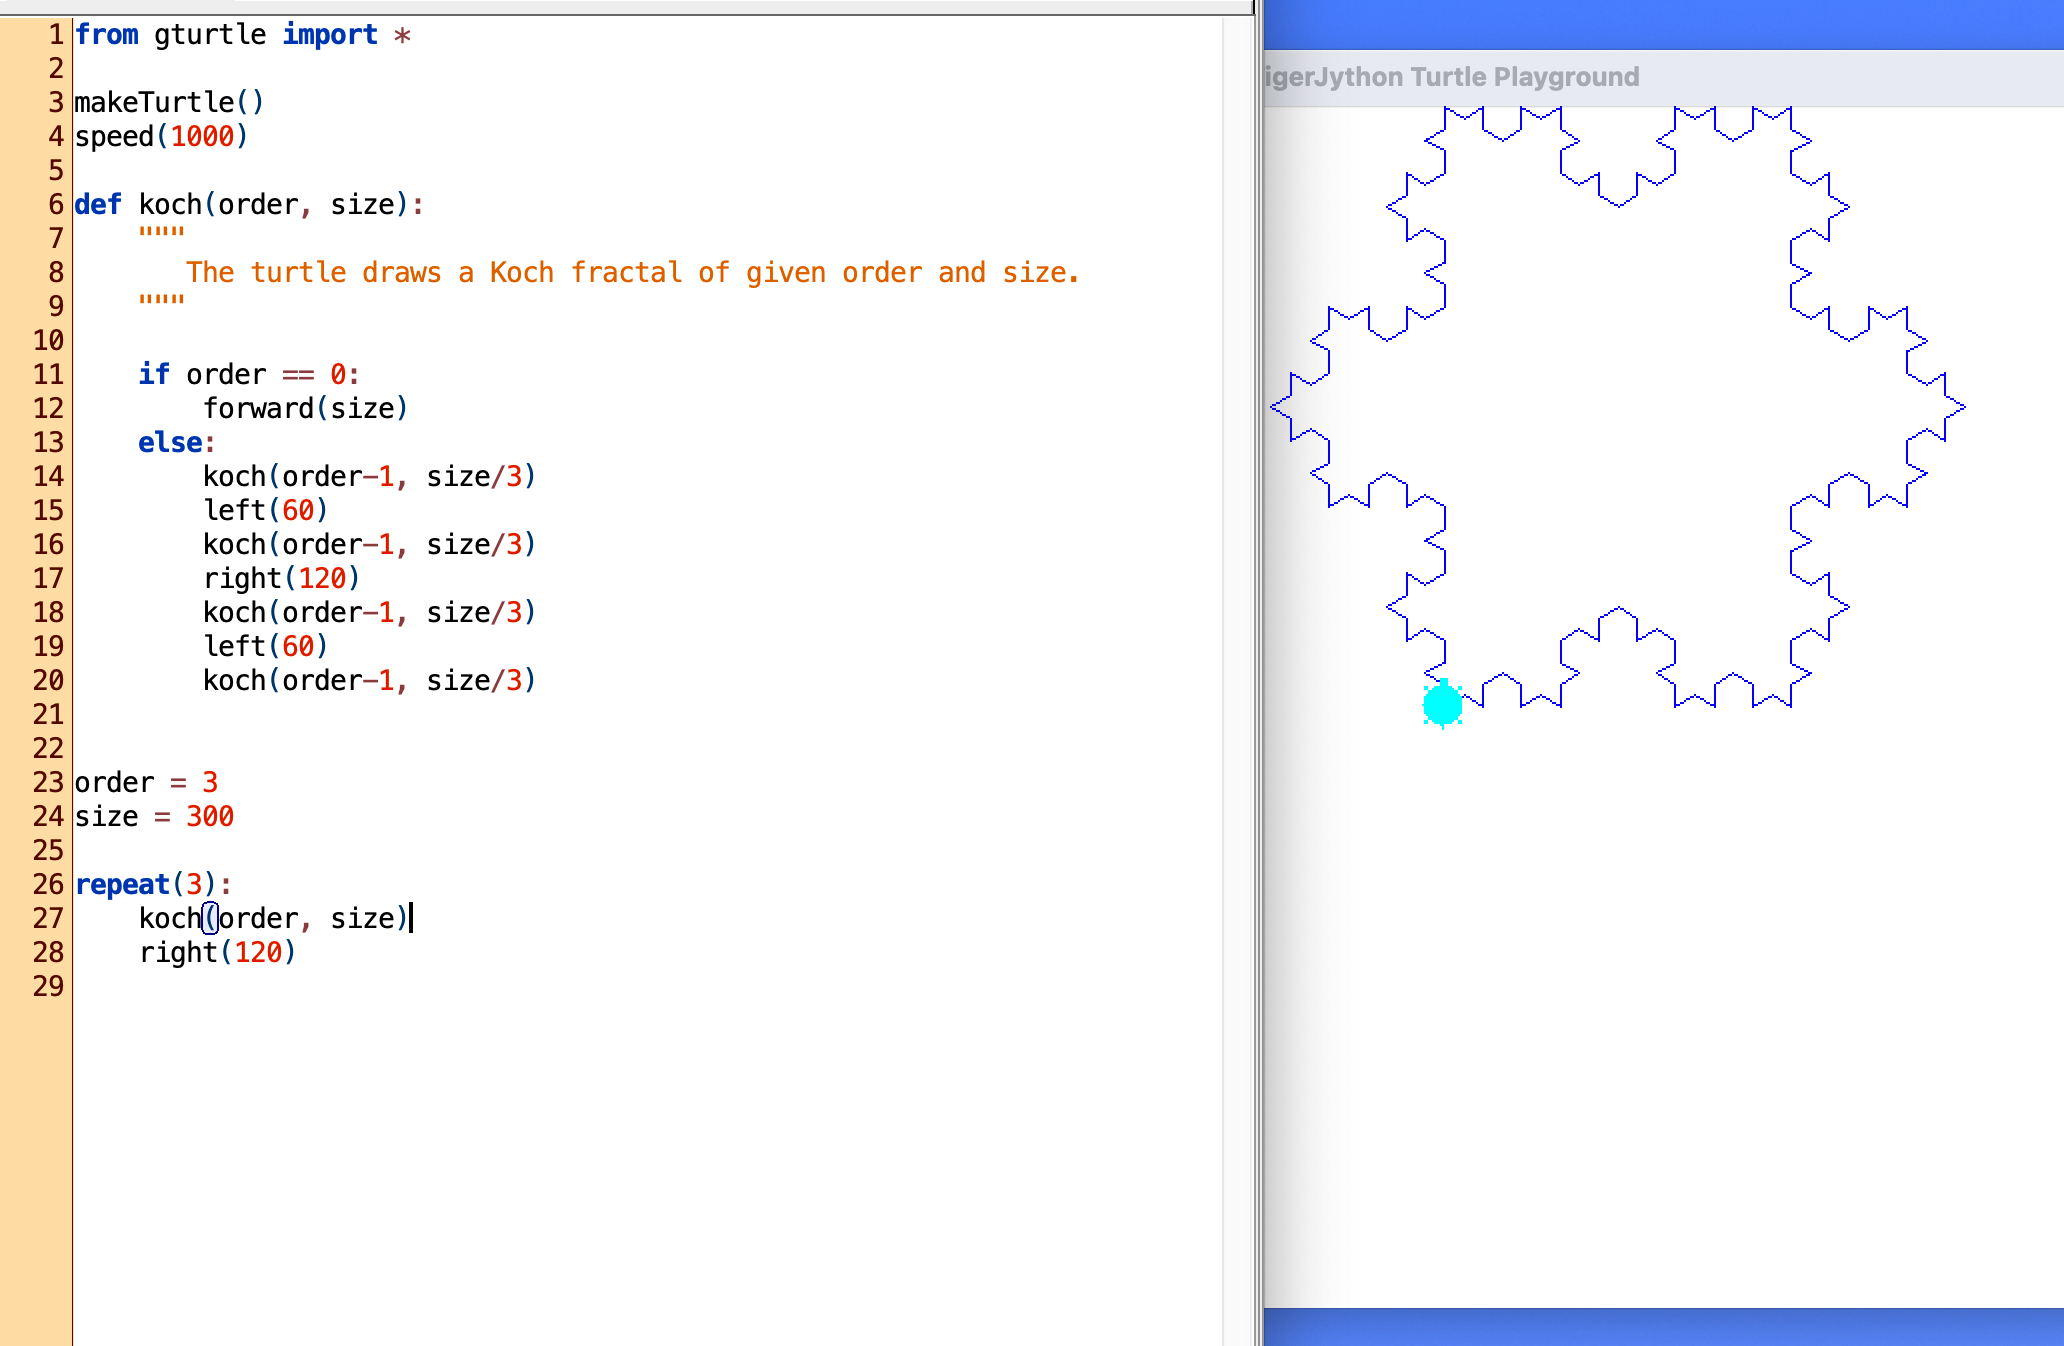 1 from gturtle import *
2
3 makeTurtle()
4 speed(1000)
5
6 def koch(order, size):
7     """
8        The turtle draws a Koch fractal of given order and size.
9     """
10
11     if order == 0:
12         forward(size)
13     else:
14         koch(order-1, size/3)
15         left(60)
16         koch(order-1, size/3)
17         right(120)
18         koch(order-1, size/3)
19         left(60)
20         koch(order-1, size/3)
21
22
23 order = 3
24 size = 300
25
26 repeat(3):
27     koch(order, size)
28     right(120)
29
igerJython Turtle Playground